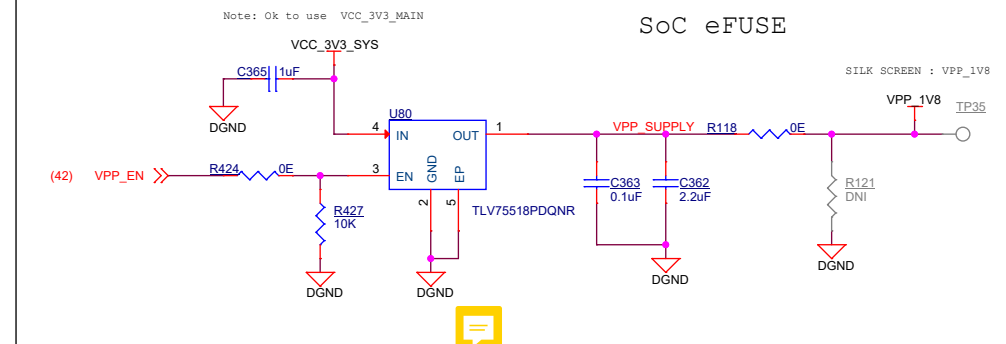 Note: Ok to use VCC_3V3_MAIN
SoC eFUSE
VCC_3V3_SYS
SILK SCREEN : VPP_1V8
C365 1uF
VPP_1V8
TP35
DGND
U80
4 IN
OUT 1
VPP_SUPPLY
R118 0E
(42) VPP_EN
R424 0E
3 EN
GND
EP
C363
0.1uF
C362
2.2uF
R121
DNI
R427
10K
2
5
TLV75518PDQNR
DGND
DGND
DGND
DGND